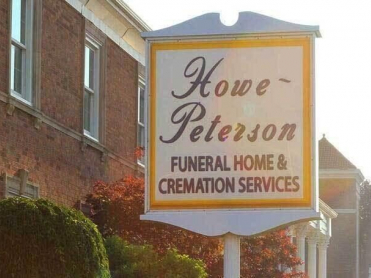 Howe-
Peterson
FUNERAL HOME &
CREMATION SERVICES